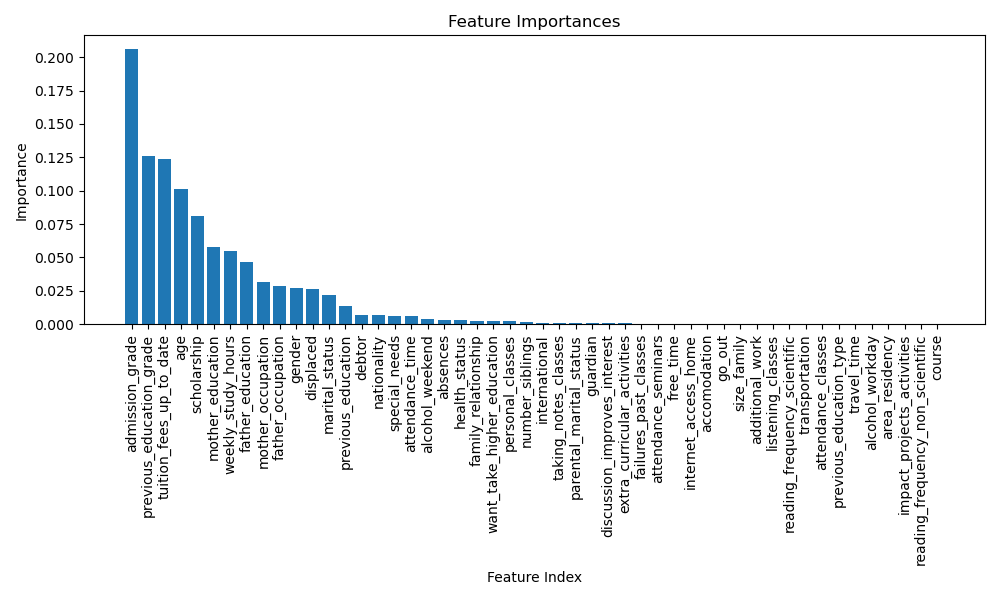 Feature Importances
Importance
0.200
0.175
0.150
0.125
0.100
0.075
0.050
0.025
0.000
admission_grade
previous_education_grade
tuition_fees_up_to_date
age
scholarship
mother_education
weekly_study_hours
father_education
mother_occupation
father_occupation
gender
displaced
marital_status
previous_education
debtor
nationality
special_needs
attendance_time
alcohol_weekend
absences
health_status
family_relationship
want_take_higher_education
personal_classes
number_siblings
international
taking_notes_classes
parental_marital_status
guardian
discussion_improves_interest
extra_curricular_activities
failures_past_classes
attendance_seminars
free_time
internet_access_home
accomodation
go_out
size_family
additional_work
listening_classes
reading_frequency_scientific
transportation
attendance_classes
previous_education_type
travel_time
alcohol_workday
area_residency
impact_projects_activities
reading_frequency_non_scientific
course
Feature Index